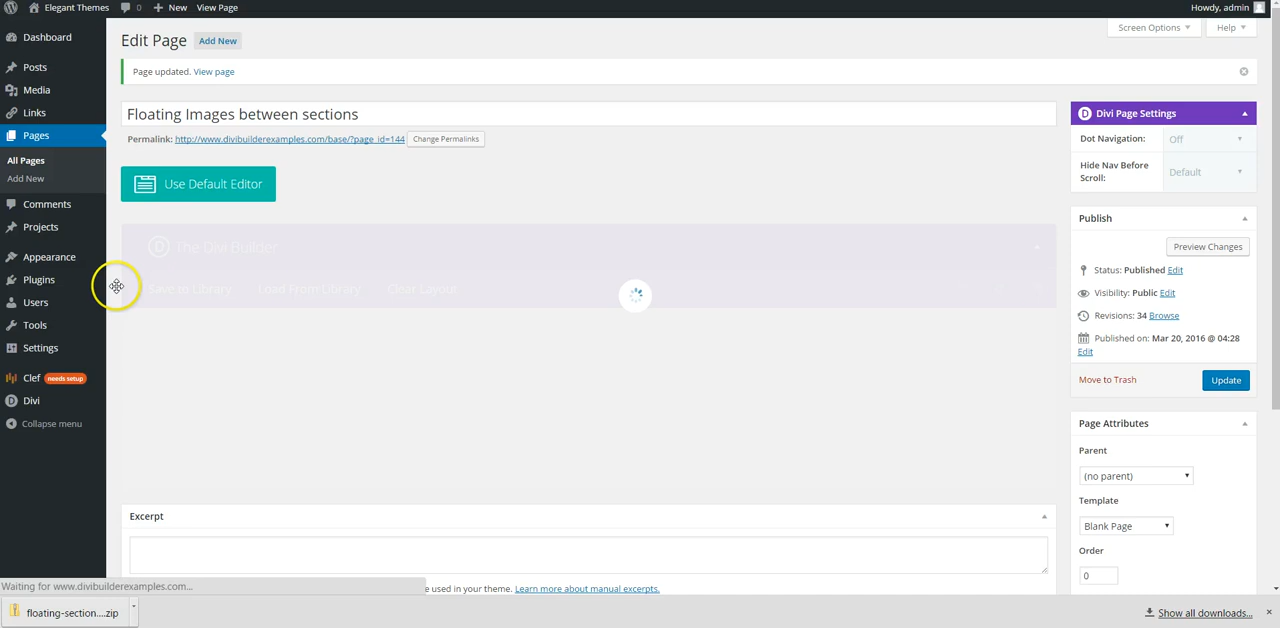 Elegant Themes 0 New View Page Howdy, admin
Dashboard
Posts
Media
Links
Pages
All Pages
Add New
Comments
Projects
Appearance
Plugins
Users
Tools
Settings
Clef needs setup
Divi
Collapse menu
Screen Options Help
Edit Page Add New
Page updated. View page
Floating Images between sections
Permalink: http://www.divibuilderexamples.com/base/?page_id=144 Change Permalinks
Use Default Editor
The Divi Builder
Save to Library Load From Library Clear Layout
Excerpt
e used in your theme. Learn more about manual excerpts.
Divi Page Settings
Dot Navigation: Off
Hide Nav Before
Scroll:
Default
Publish
Preview Changes
Status: Published Edit
Visibility: Public Edit
Revisions: 34 Browse
Published on: Mar 20, 2016 @ 04:28
Edit
Move to Trash Update
Page Attributes
Parent
(no parent)
Template
Blank Page
Order
0
Waiting for www.divibuilderexamples.com...
floating-section....zip Show all downloads...